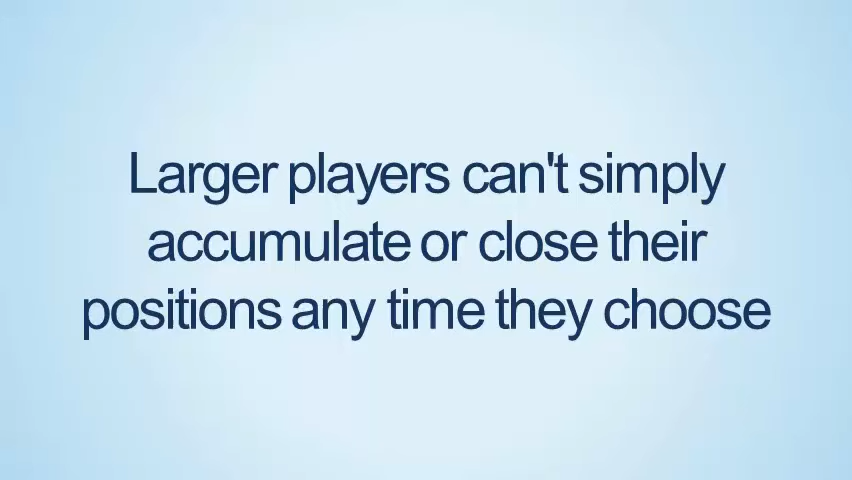 Larger players can't simply
accumulate or close their
positions any time they choose